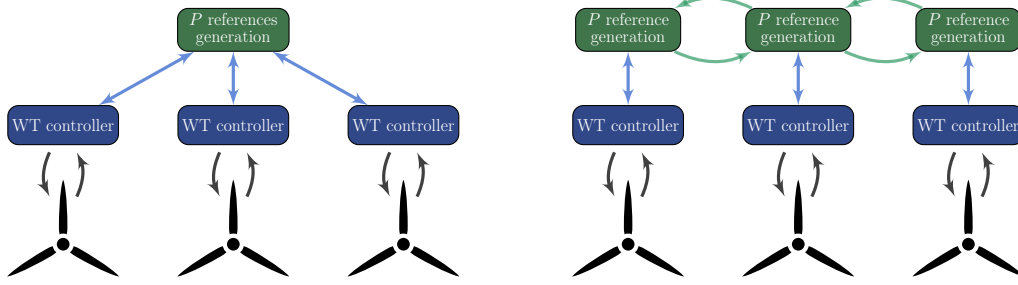 P references
generation
WT controller
WT controller
WT controller
P reference
generation
P reference
generation
P reference
generation
WT controller
WT controller
WT controller